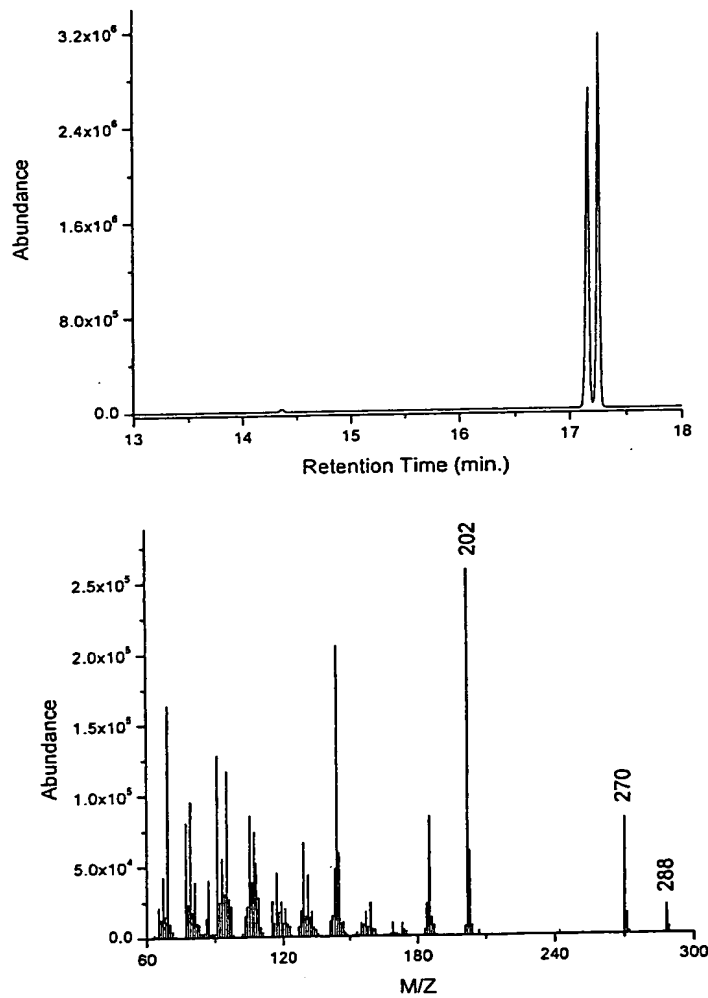 3.2x10⁶
2.4x10⁶
1.6x10⁶
8.0x10⁵
0.0
Abundance
13 14 15 16 17 18
Retention Time (min.)
2.5x10⁵
2.0x10⁵
1.5x10⁵
1.0x10⁵
5.0x10⁴
0.0
Abundance
202
270
288
60 120 180 240 300
M/Z